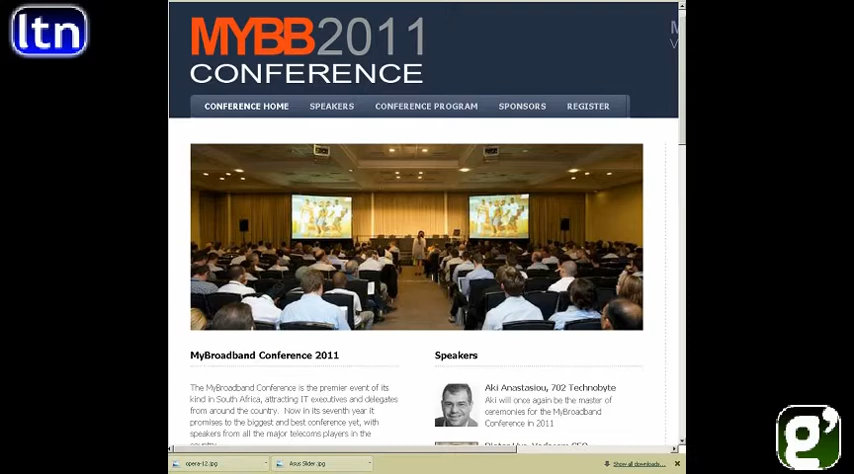 ltn
MYBB2011
CONFERENCE
CONFERENCE HOME SPEAKERS CONFERENCE PROGRAM SPONSORS REGISTER
MyBroadband Conference 2011
The MyBroadband Conference is the premier event of its
kind in South Africa, attracting IT executives and delegates
from around the country. Now in its seventh year it
promises to the biggest and best conference yet, with
speakers from all the major telecoms players in the
Speakers
Aki Anastasiou, 702 Technobyte
Aki will once again be the master of
ceremonies for the MyBroadband
Conference in 2011
opera-12.jpg
Asus Slider.jpg
Show all downloads...
g'